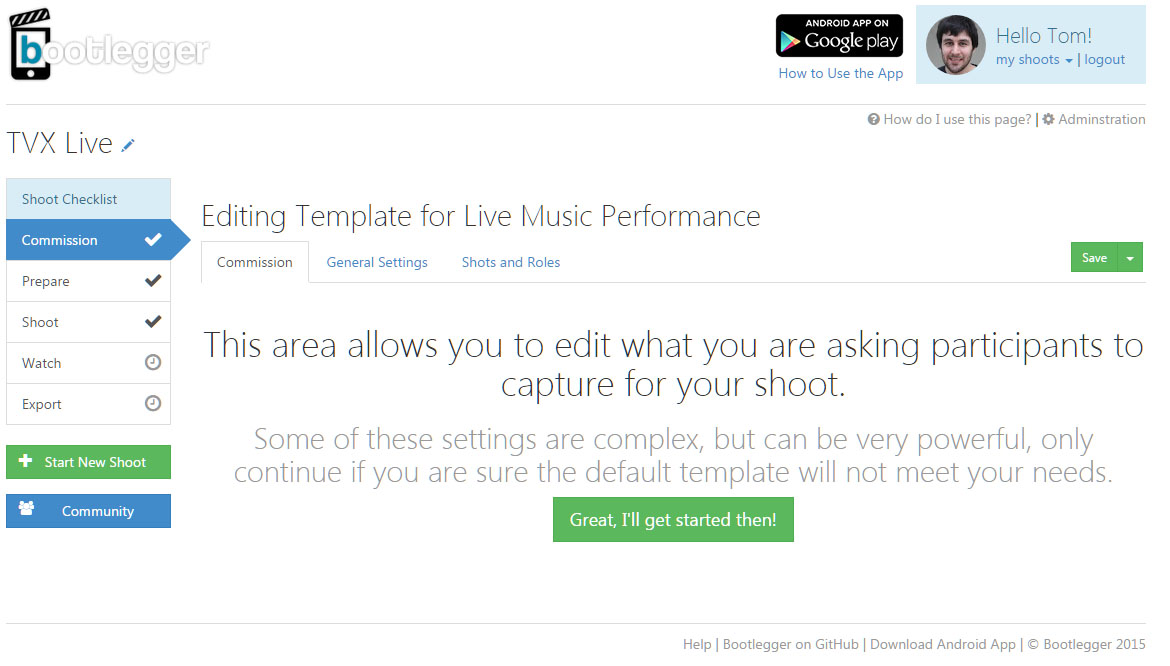 bootlegger
ANDROID APP ON
Google play
How to Use the App
Hello Tom!
my shoots | logout
How do I use this page? | Adminstration
TVX Live
Shoot Checklist
Commission
Prepare
Shoot
Watch
Export
Start New Shoot
Community
Editing Template for Live Music Performance
Commission General Settings Shots and Roles
Save
This area allows you to edit what you are asking participants to
capture for your shoot.
Some of these settings are complex, but can be very powerful, only
continue if you are sure the default template will not meet your needs.
Great, I'll get started then!
Help | Bootlegger on GitHub | Download Android App | © Bootlegger 2015